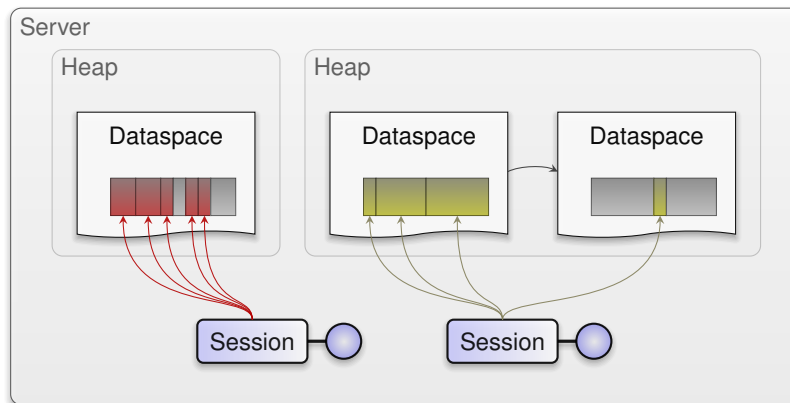 Server
Heap
Heap
Dataspace
Dataspace
Dataspace
Session
Session